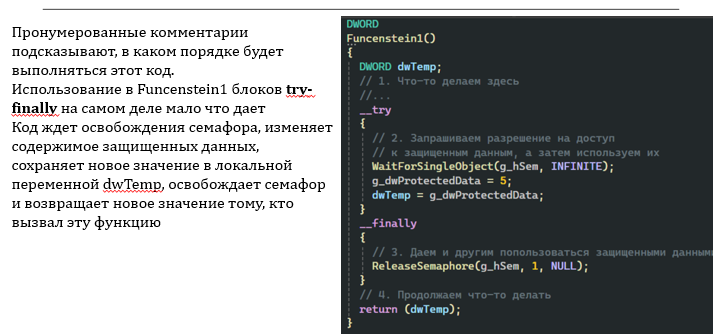 Пронумерованные комментарии
подсказывают, в каком порядке будет
выполняться этот код.
Использование в Funcenstein1 блоков try-
finally на самом деле мало что дает
Код ждет освобождения семафора, изменяет
содержимое защищенных данных,
сохраняет новое значение в локальной
переменной dwTemp, освобождает семафор
и возвращает новое значение тому, кто
вызвал эту функцию
DWORD
Funcenstein1()
{
DWORD dwTemp;
// 1. Что-то делаем здесь
//...
__try
{
// 2. Запрашиваем разрешение на доступ
// к защищенным данным, а затем используем их
WaitForSingleObject(g_hSem, INFINITE);
g_dwProtectedData = 5;
dwTemp = g_dwProtectedData;
}
__finally
{
// 3. Даем и другим попользоваться защищенными данными
ReleaseSemaphore(g_hSem, 1, NULL);
}
// 4. Продолжаем что-то делать
return (dwTemp);
}